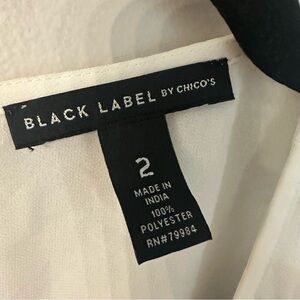 BLACK LABEL BY CHICO'S
2
MADE IN
INDIA
100%
POLYESTER
RN#79984